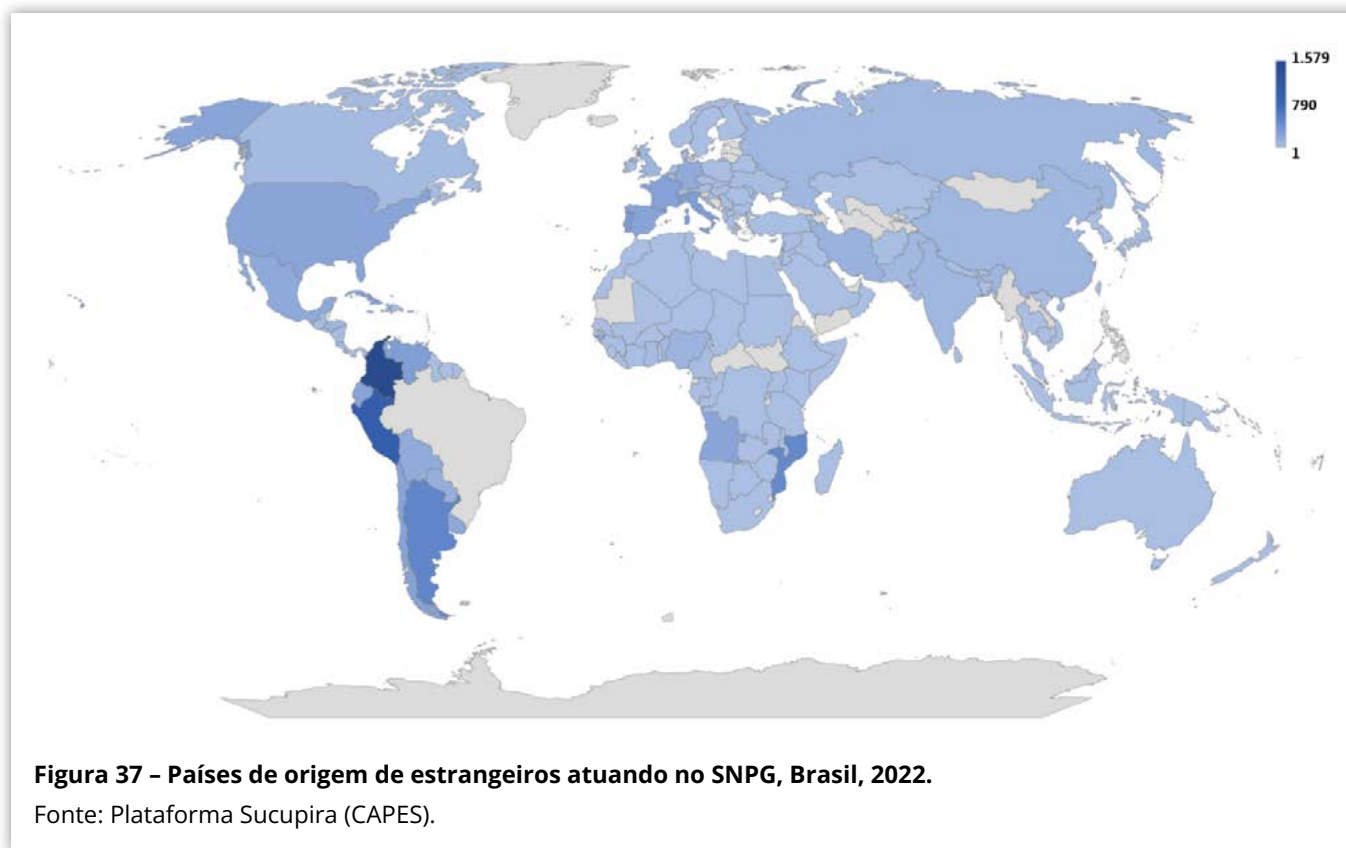 1.579
790
1
Figura 37 – Países de origem de estrangeiros atuando no SNPG, Brasil, 2022.
Fonte: Plataforma Sucupira (CAPES).